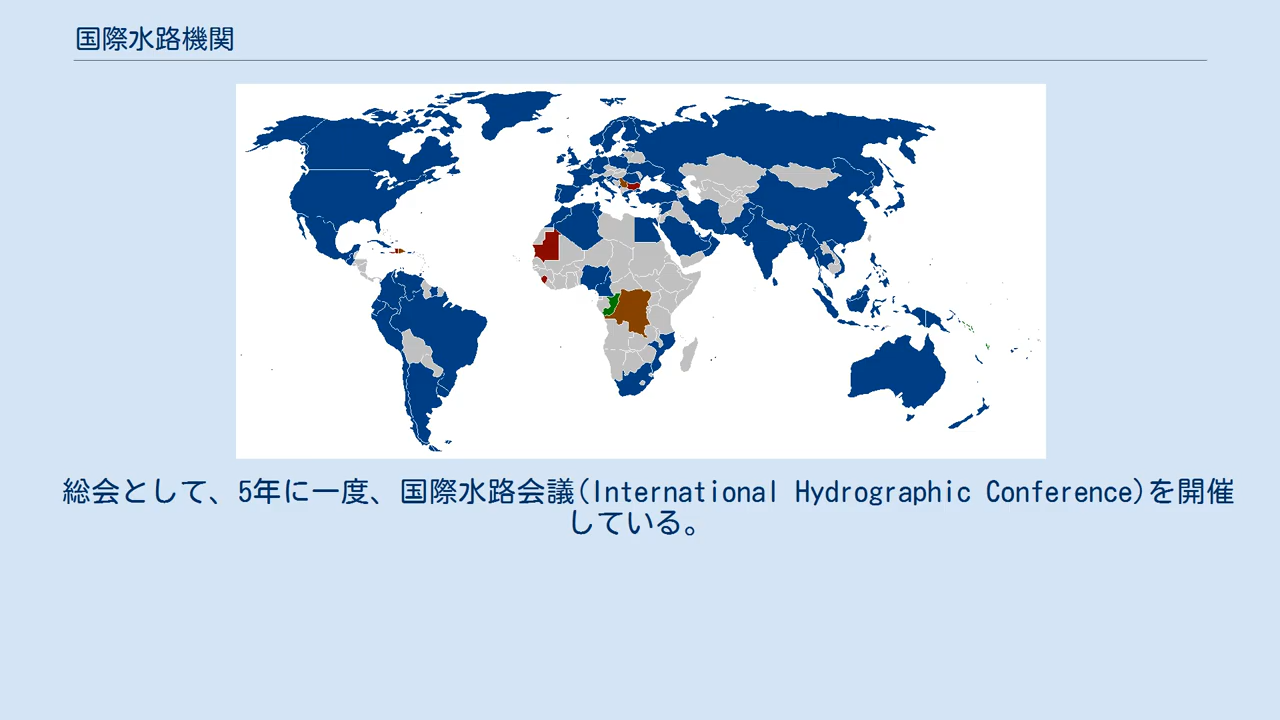 国際水路機関
総会として、5年に一度、国際水路会議(International Hydrographic Conference)を開催
している。